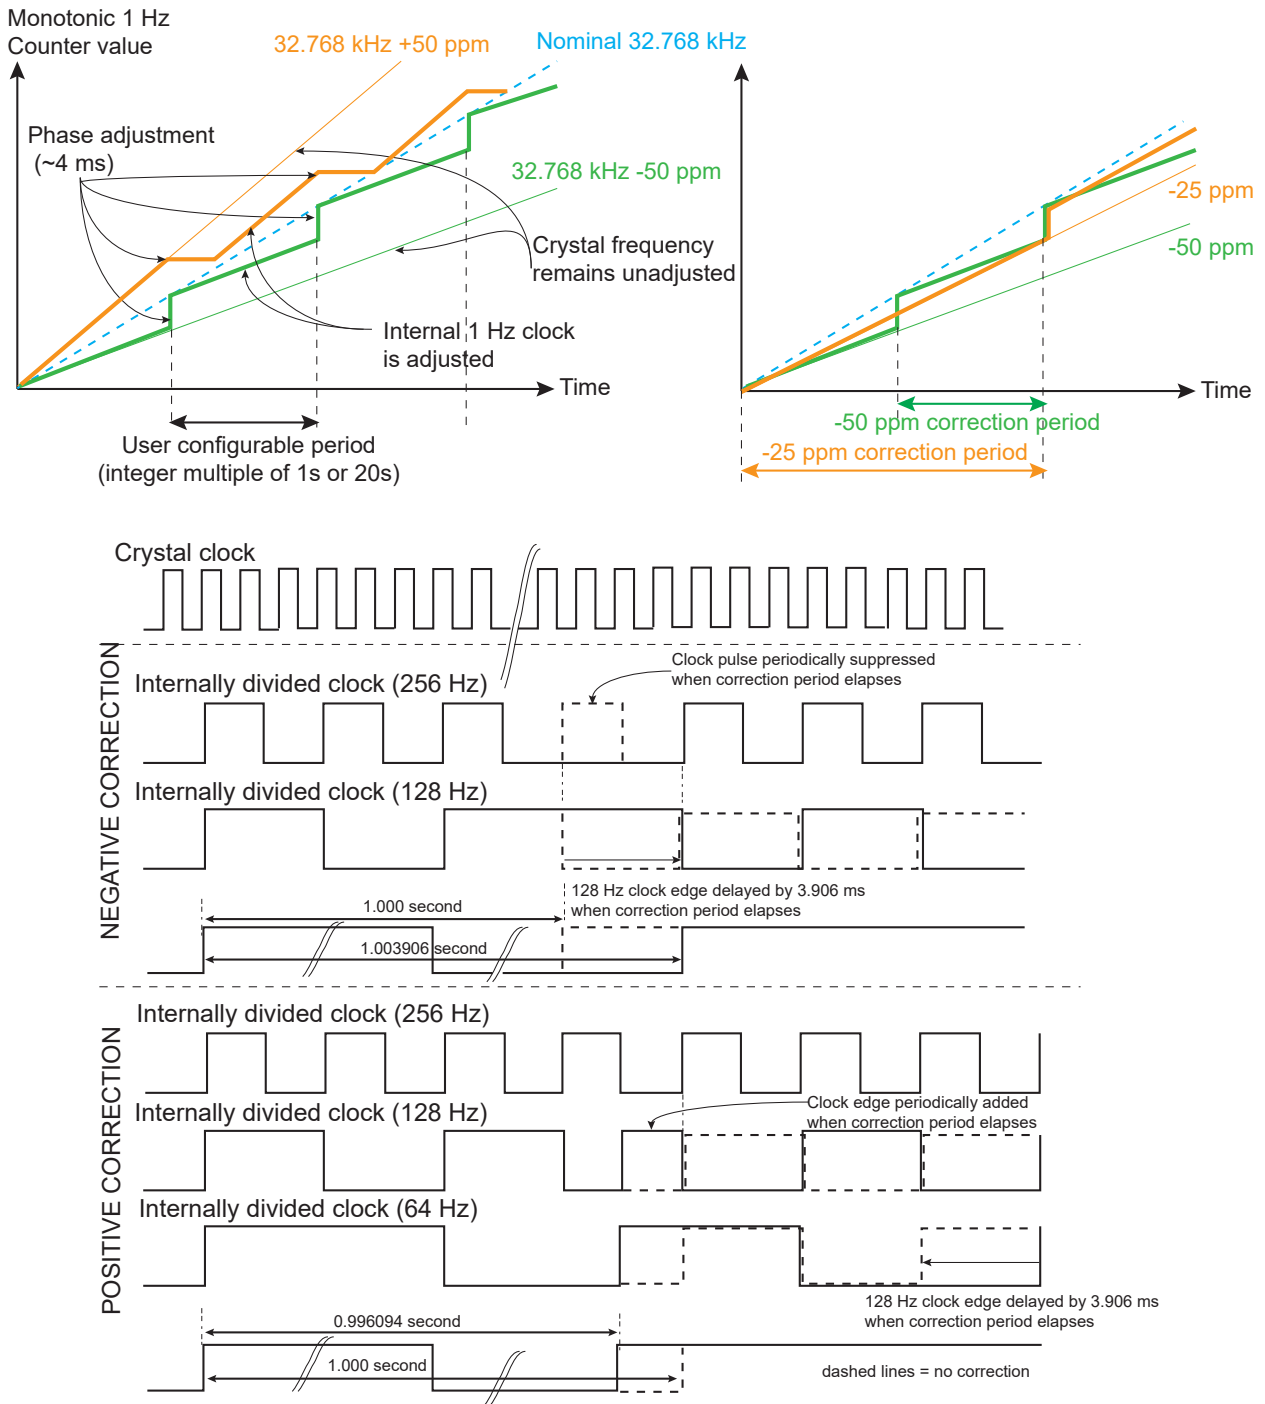 Monotonic 1 Hz
Counter value
32.768 kHz +50 ppm
Nominal 32.768 kHz
Phase adjustment
(~4 ms)
32.768 kHz -50 ppm
Crystal frequency
remains unadjusted
Internal 1 Hz clock
is adjusted
Time
User configurable period
(integer multiple of 1s or 20s)
-25 ppm
-50 ppm
Time
-50 ppm correction period
-25 ppm correction period
Crystal clock
NEGATIVE CORRECTION
Internally divided clock (256 Hz)
Clock pulse periodically suppressed
when correction period elapses
Internally divided clock (128 Hz)
128 Hz clock edge delayed by 3.906 ms
when correction period elapses
1.000 second
1.003906 second
POSITIVE CORRECTION
Internally divided clock (256 Hz)
Internally divided clock (128 Hz)
Clock edge periodically added
when correction period elapses
Internally divided clock (64 Hz)
128 Hz clock edge delayed by 3.906 ms
when correction period elapses
0.996094 second
1.000 second
dashed lines = no correction